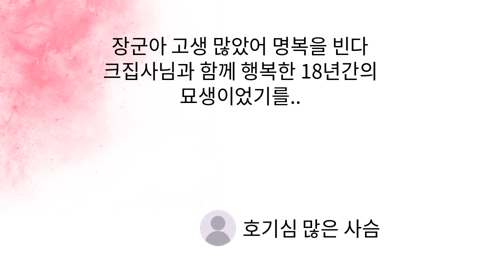 장군아 고생 많았어 명복을 빈다
크집사님과 함께 행복한 18년간의
묘생이었기를..
호기심 많은 사슴